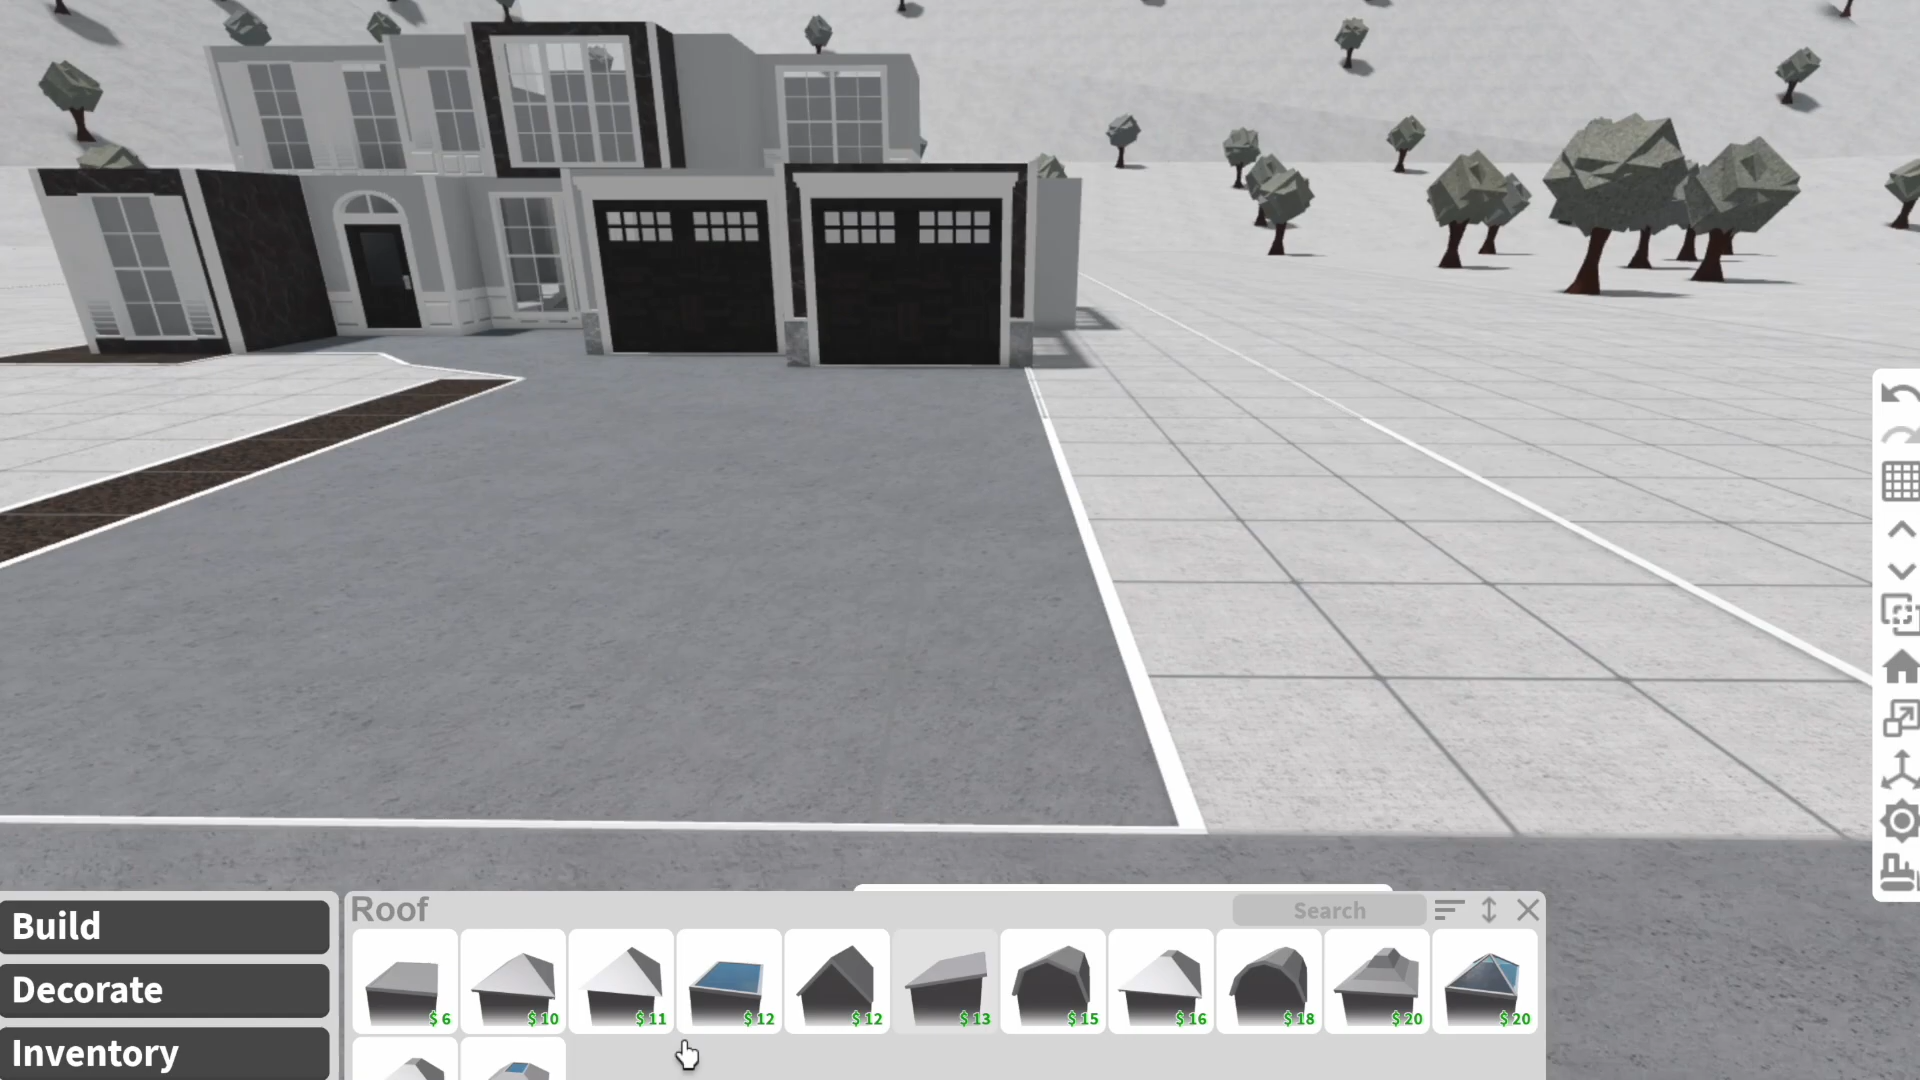 Build
Decorate
Inventory
Roof
Search
$ 6
$ 10
$ 11
$ 12
$ 12
$ 13
$ 15
$ 16
$ 18
$ 20
$ 20